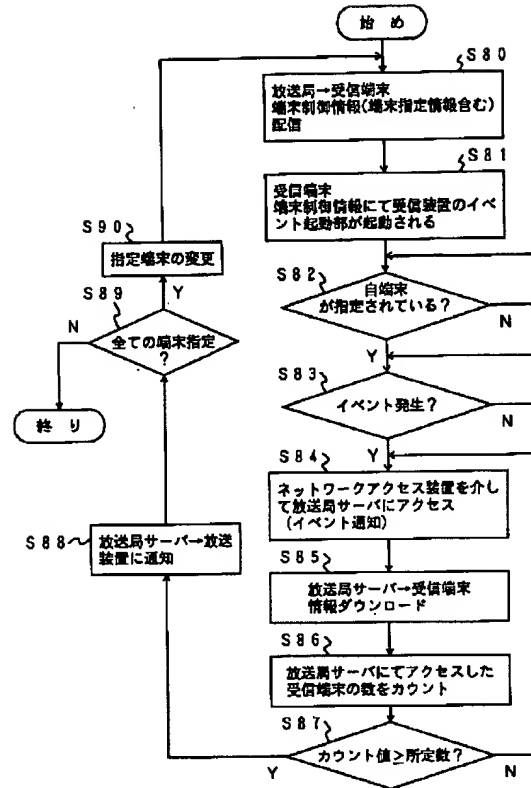 始 め
S80
放送局→受信端末
端末制御情報(端末指定情報含む)
配信
S81
受信端末
端末制御情報にて受信装置のイベ
ント起動部が起動される
S82
自端末
が指定されている?
Y
N
S83
イベント発生?
Y
N
S84
ネットワークアクセス装置を介し
て放送局サーバにアクセス
(イベント通知)
S85
放送局サーバ→受信端末
情報ダウンロード
S86
放送局サーバにてアクセスした
受信端末の数をカウント
S87
カウント値≧所定数?
Y
N
S88
放送局サーバー→放送
装置に通知
S89
全ての端末指定
?
N
Y
S90
指定端末の変更
終 り